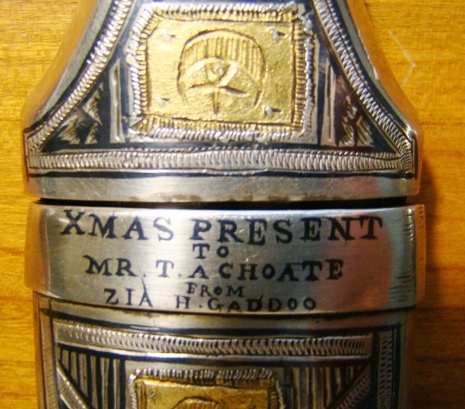 XMAS PRESENT
TO
MR. T. A CHOATE
FROM
ZIA H. GADDOO